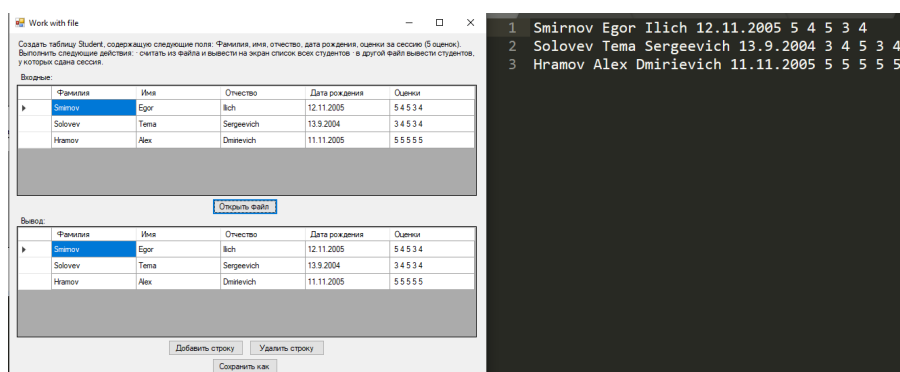 Work with file
Создать таблицу Student, содержащую следующие поля: Фамилия, имя, отчество, дата рождения, оценки за сессию (5 оценок).
Выполнить следующие действия: · считать из файла и вывести на экран список всех студентов · в другой файл вывести студентов,
у которых сдана сессия.
Входные:
Фамилия Имя Отчество Дата рождения Оценки
Smirnov Egor Ilich 12.11.2005 5 4 5 3 4
Solovev Tema Sergeevich 13.9.2004 3 4 5 3 4
Hramov Alex Dmirievich 11.11.2005 5 5 5 5 5
Открыть файл
Вывод:
Фамилия Имя Отчество Дата рождения Оценки
Smirnov Egor Ilich 12.11.2005 5 4 5 3 4
Solovev Tema Sergeevich 13.9.2004 3 4 5 3 4
Hramov Alex Dmirievich 11.11.2005 5 5 5 5 5
Добавить строку Удалить строку
Сохранить как
1 Smirnov Egor Ilich 12.11.2005 5 4 5 3 4
2 Solovev Tema Sergeevich 13.9.2004 3 4 5 3 4
3 Hramov Alex Dmirievich 11.11.2005 5 5 5 5 5